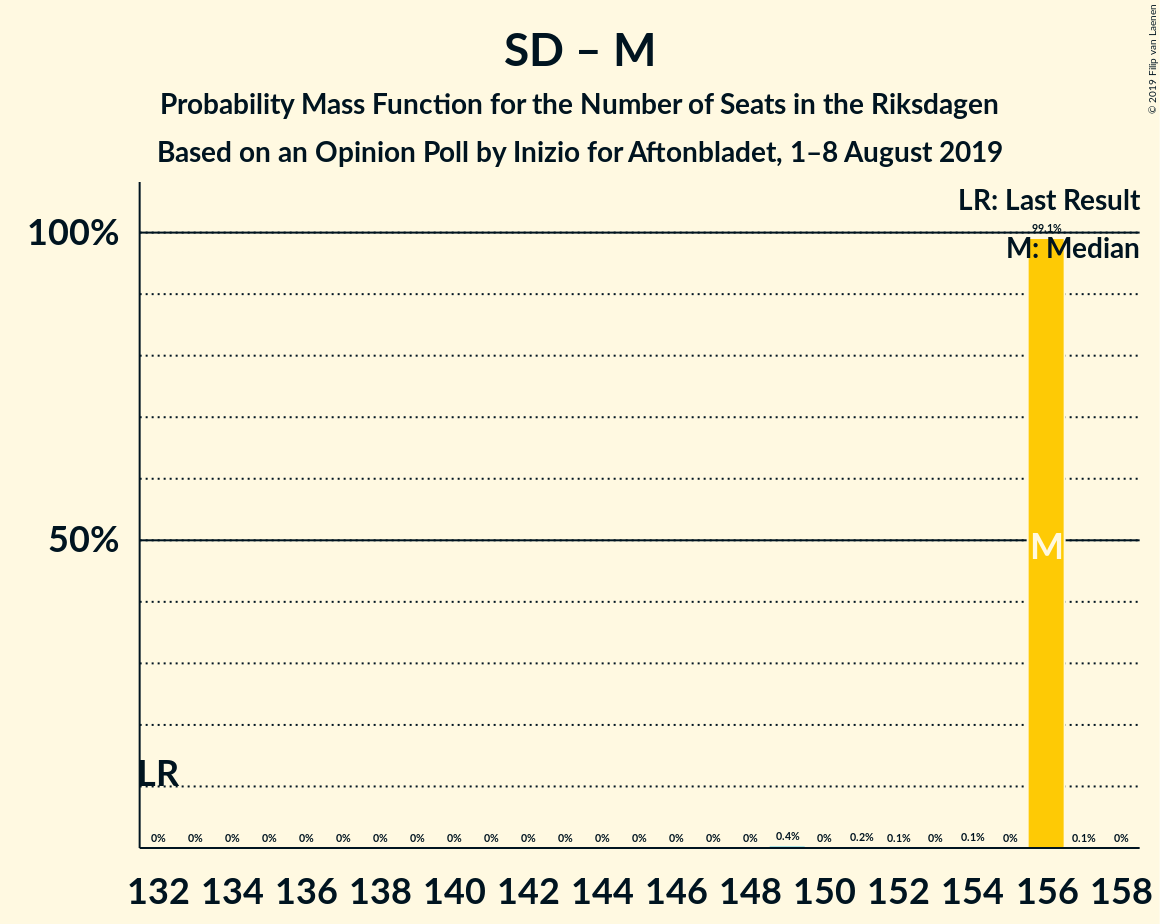 SD – M
Probability Mass Function for the Number of Seats in the Riksdagen
Based on an Opinion Poll by Inizio for Aftonbladet, 1–8 August 2019
© 2019 Filip van Laenen
LR: Last Result
100%
99.1%
M: Median
50%
M
LR
0% 0% 0% 0% 0% 0% 0% 0% 0% 0% 0% 0% 0% 0% 0% 0% 0% 0.4% 0% 0.2% 0.1% 0% 0.1% 0% 0.1% 0%
132 134 136 138 140 142 144 146 148 150 152 154 156 158